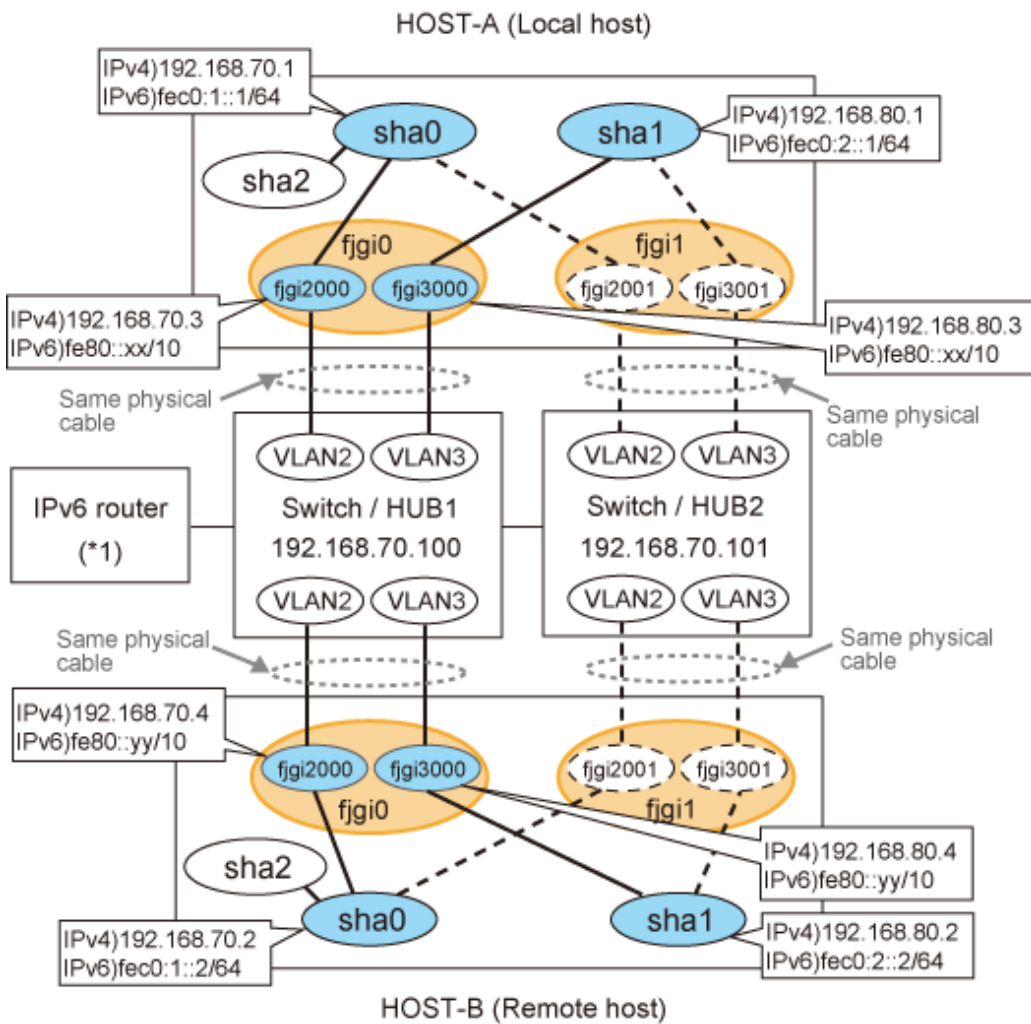 HOST-A (Local host)
IPv4)192.168.70.1
IPv6)fec0:1::1/64
sha0
sha1
IPv4)192.168.80.1
IPv6)fec0:2::1/64
sha2
fjgi0
fjgi1
fjgi2000
fjgi3000
fjgi2001
fjgi3001
IPv4)192.168.70.3
IPv6)fe80::xx/10
IPv4)192.168.80.3
IPv6)fe80::xx/10
Same physical
cable
Same physical
cable
VLAN2
VLAN3
VLAN2
VLAN3
IPv6 router
(*1)
Switch / HUB1
192.168.70.100
Switch / HUB2
192.168.70.101
VLAN2
VLAN3
VLAN2
VLAN3
Same physical
cable
Same physical
cable
IPv4)192.168.70.4
IPv6)fe80::yy/10
fjgi2000
fjgi3000
fjgi2001
fjgi3001
fjgi0
fjgi1
IPv4)192.168.80.4
IPv6)fe80::yy/10
sha2
sha0
sha1
IPv4)192.168.70.2
IPv6)fec0:1::2/64
IPv4)192.168.80.2
IPv6)fec0:2::2/64
HOST-B (Remote host)